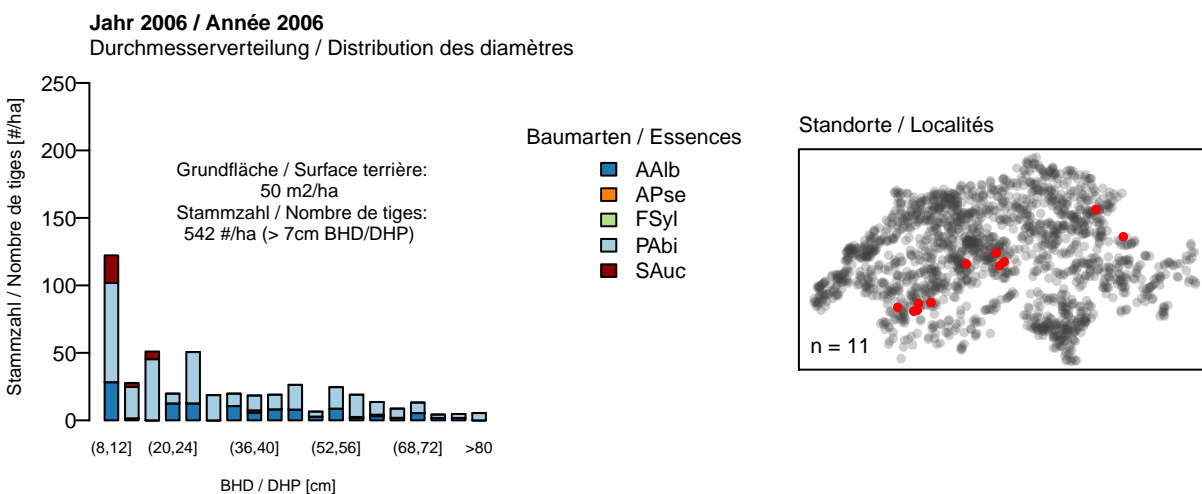 Jahr 2006 / Année 2006
Durchmesserverteilung / Distribution des diamètres
Stammzahl / Nombre de tiges [#/ha]
250
200
150
100
50
0
Grundfläche / Surface terrière:
50 m2/ha
Stammzahl / Nombre de tiges:
542 #/ha (> 7cm BHD/DHP)
(8,12]
(20,24]
(36,40]
(52,56]
(68,72]
>80
BHD / DHP [cm]
Baumarten / Essences
AAlb
APse
FSyl
PAbi
SAuc
Standorte / Localités
n = 11